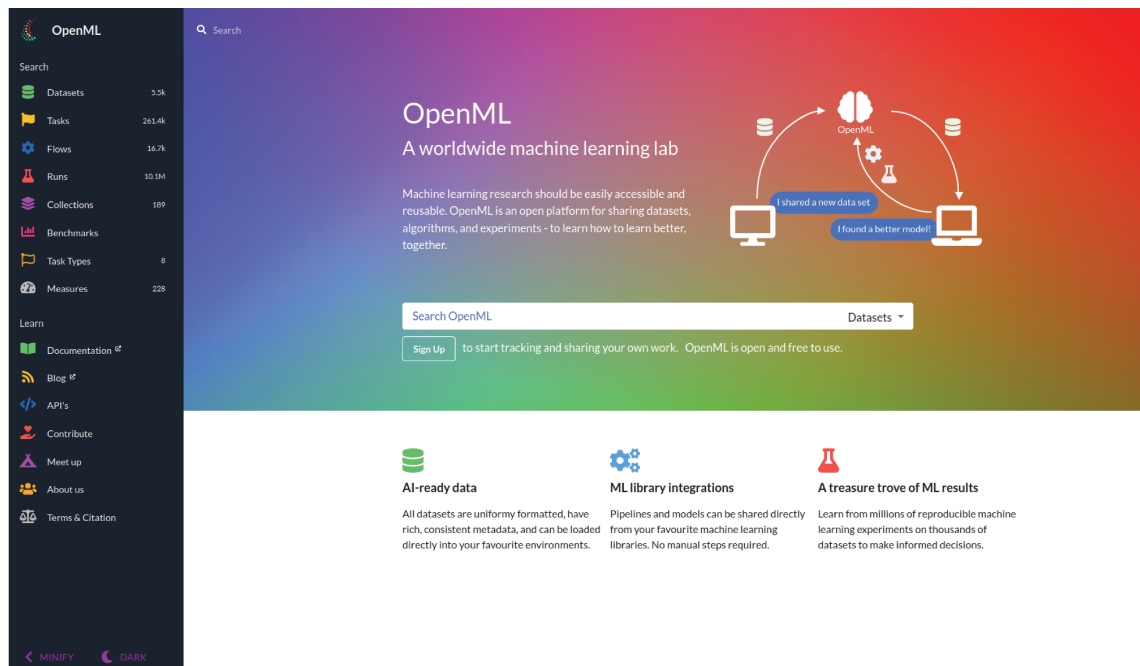 OpenML
Search
Datasets 5.5k
Tasks 261.4k
Flows 16.7k
Runs 10.1M
Collections 189
Benchmarks
Task Types 8
Measures 228
Learn
Documentation
Blog
API's
Contribute
Meet up
About us
Terms & Citation
MINIFY DARK
Search
OpenML
A worldwide machine learning lab
Machine learning research should be easily accessible and
reusable. OpenML is an open platform for sharing datasets,
algorithms, and experiments - to learn how to learn better,
together.
OpenML
I shared a new data set
I found a better model!
Search OpenML Datasets
Sign Up to start tracking and sharing your own work. OpenML is open and free to use.
AI-ready data
All datasets are uniformy formatted, have
rich, consistent metadata, and can be loaded
directly into your favourite environments.
ML library integrations
Pipelines and models can be shared directly
from your favourite machine learning
libraries. No manual steps required.
A treasure trove of ML results
Learn from millions of reproducible machine
learning experiments on thousands of
datasets to make informed decisions.